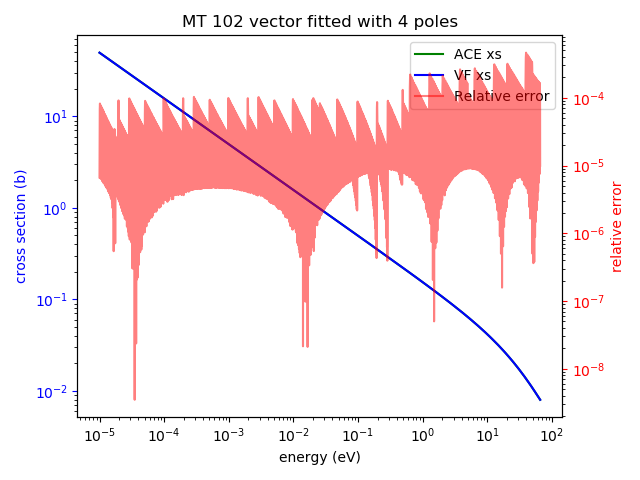 MT 102 vector fitted with 4 poles
ACE xs
VF xs
Relative error
cross section (b)
10¹
10⁰
10⁻¹
10⁻²
relative error
10⁻⁴
10⁻⁵
10⁻⁶
10⁻⁷
10⁻⁸
10⁻⁵ 10⁻⁴ 10⁻³ 10⁻² 10⁻¹ 10⁰ 10¹ 10²
energy (eV)